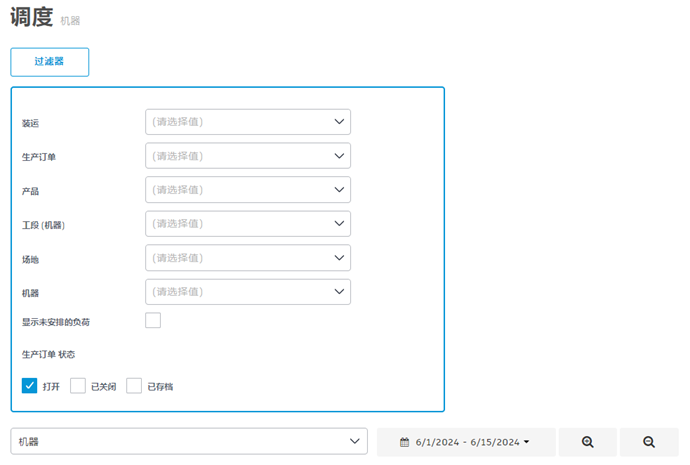 调度 机器
过滤器
装运 (请选择值)
生产订单 (请选择值)
产品 (请选择值)
工段 (机器) (请选择值)
场地 (请选择值)
机器 (请选择值)
显示未安排的负荷
生产订单 状态
打开 已关闭 已存档
机器 6/1/2024 - 6/15/2024